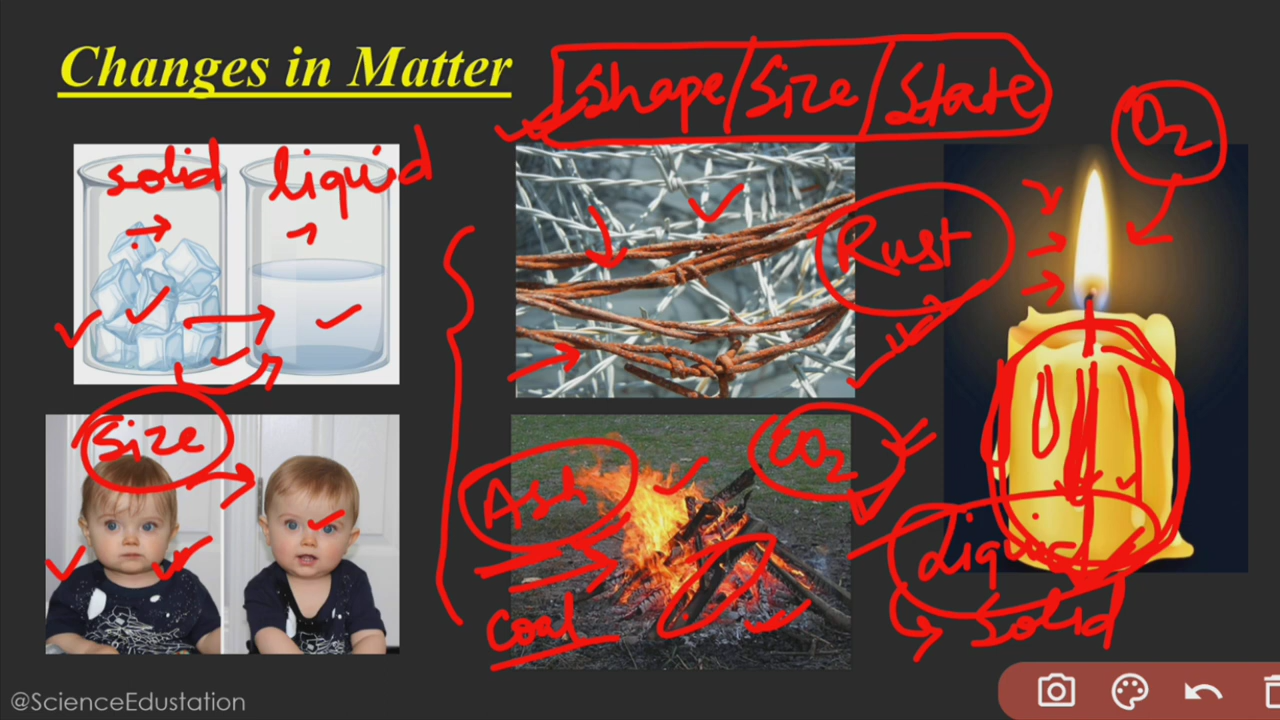 Changes in Matter
Shape/Size/State
O2
solid
liquid
Rust
Size
CO2
Ash
Liquid
Coal
Solid
@ScienceEdustation